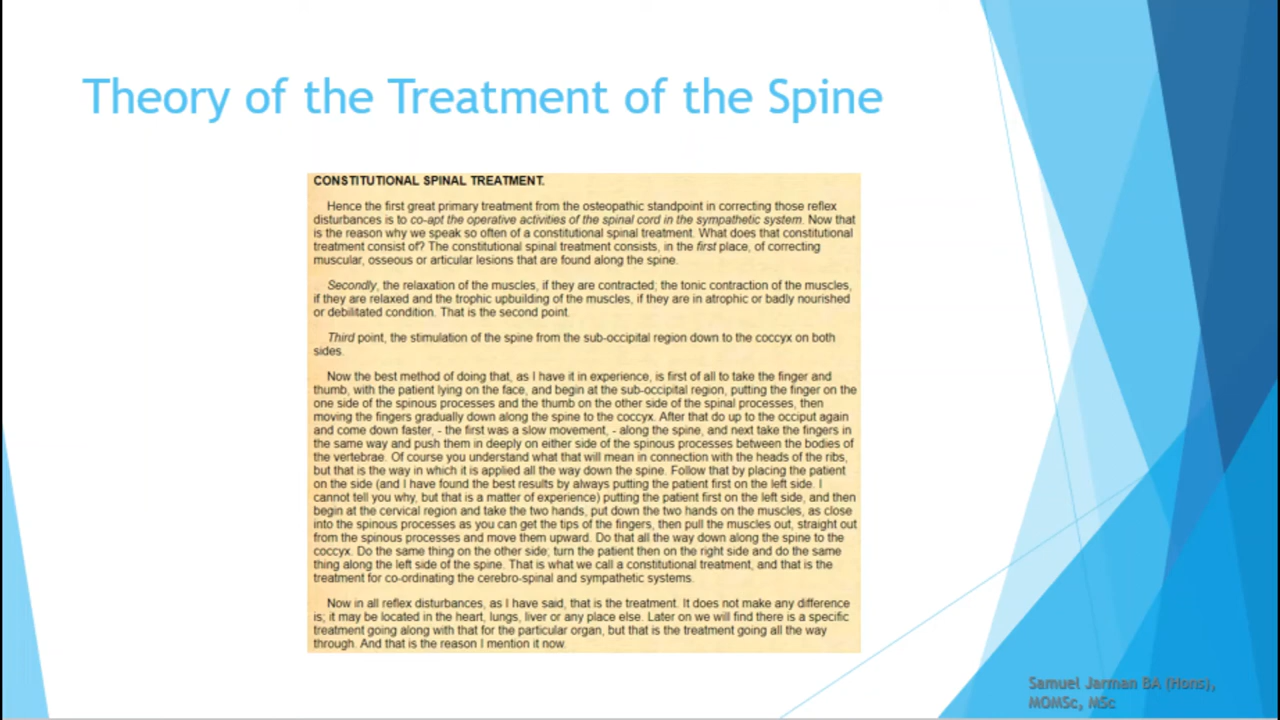 Theory of the Treatment of the Spine
CONSTITUTIONAL SPINAL TREATMENT.
Hence the first great primary treatment from the osteopathic standpoint in correcting those reflex
disturbances is to co-apt the operative activities of the spinal cord in the sympathetic system. Now that
is the reason why we speak so often of a constitutional spinal treatment. What does that constitutional
treatment consist of? The constitutional spinal treatment consists, in the first place, of correcting
muscular, osseous or articular lesions that are found along the spine.
Secondly, the relaxation of the muscles, if they are contracted; the tonic contraction of the muscles,
if they are relaxed and the trophic upbuilding of the muscles, if they are in atrophic or badly nourished
or debilitated condition. That is the second point.
Third point, the stimulation of the spine from the sub-occipital region down to the coccyx on both
sides.
Now the best method of doing that, as I have it in experience, is first of all to take the finger and
thumb, with the patient lying on the face, and begin at the sub-occipital region, putting the finger on the
one side of the spinous processes and the thumb on the other side of the spinal processes, then
moving the fingers gradually down along the spine to the coccyx. After that do up to the occiput again
and come down faster, - the first was a slow movement, - along the spine, and next take the fingers in
the same way and push them in deeply on either side of the spinous processes between the bodies of
the vertebrae. Of course you understand what that will mean in connection with the heads of the ribs,
but that is the way in which it is applied all the way down the spine. Follow that by placing the patient
on the side (and I have found the best results by always putting the patient first on the left side. I
cannot tell you why, but that is a matter of experience) putting the patient first on the left side, and then
begin at the cervical region and take the two hands, put down the two hands on the muscles, as close
into the spinous processes as you can get the tips of the fingers, then pull the muscles out, straight out
from the spinous processes and move them upward. Do that all the way down along the spine to the
coccyx. Do the same thing on the other side; turn the patient then on the right side and do the same
thing along the left side of the spine. That is what we call a constitutional treatment, and that is the
treatment for co-ordinating the cerebro-spinal and sympathetic systems.
Now in all reflex disturbances, as I have said, that is the treatment. It does not make any difference
is; it may be located in the heart, lungs, liver or any place else. Later on we will find there is a specific
treatment going along with that for the particular organ, but that is the treatment going all the way
through. And that is the reason I mention it now.
Samuel Jarman BA (Hons),
MOMSc, MSc